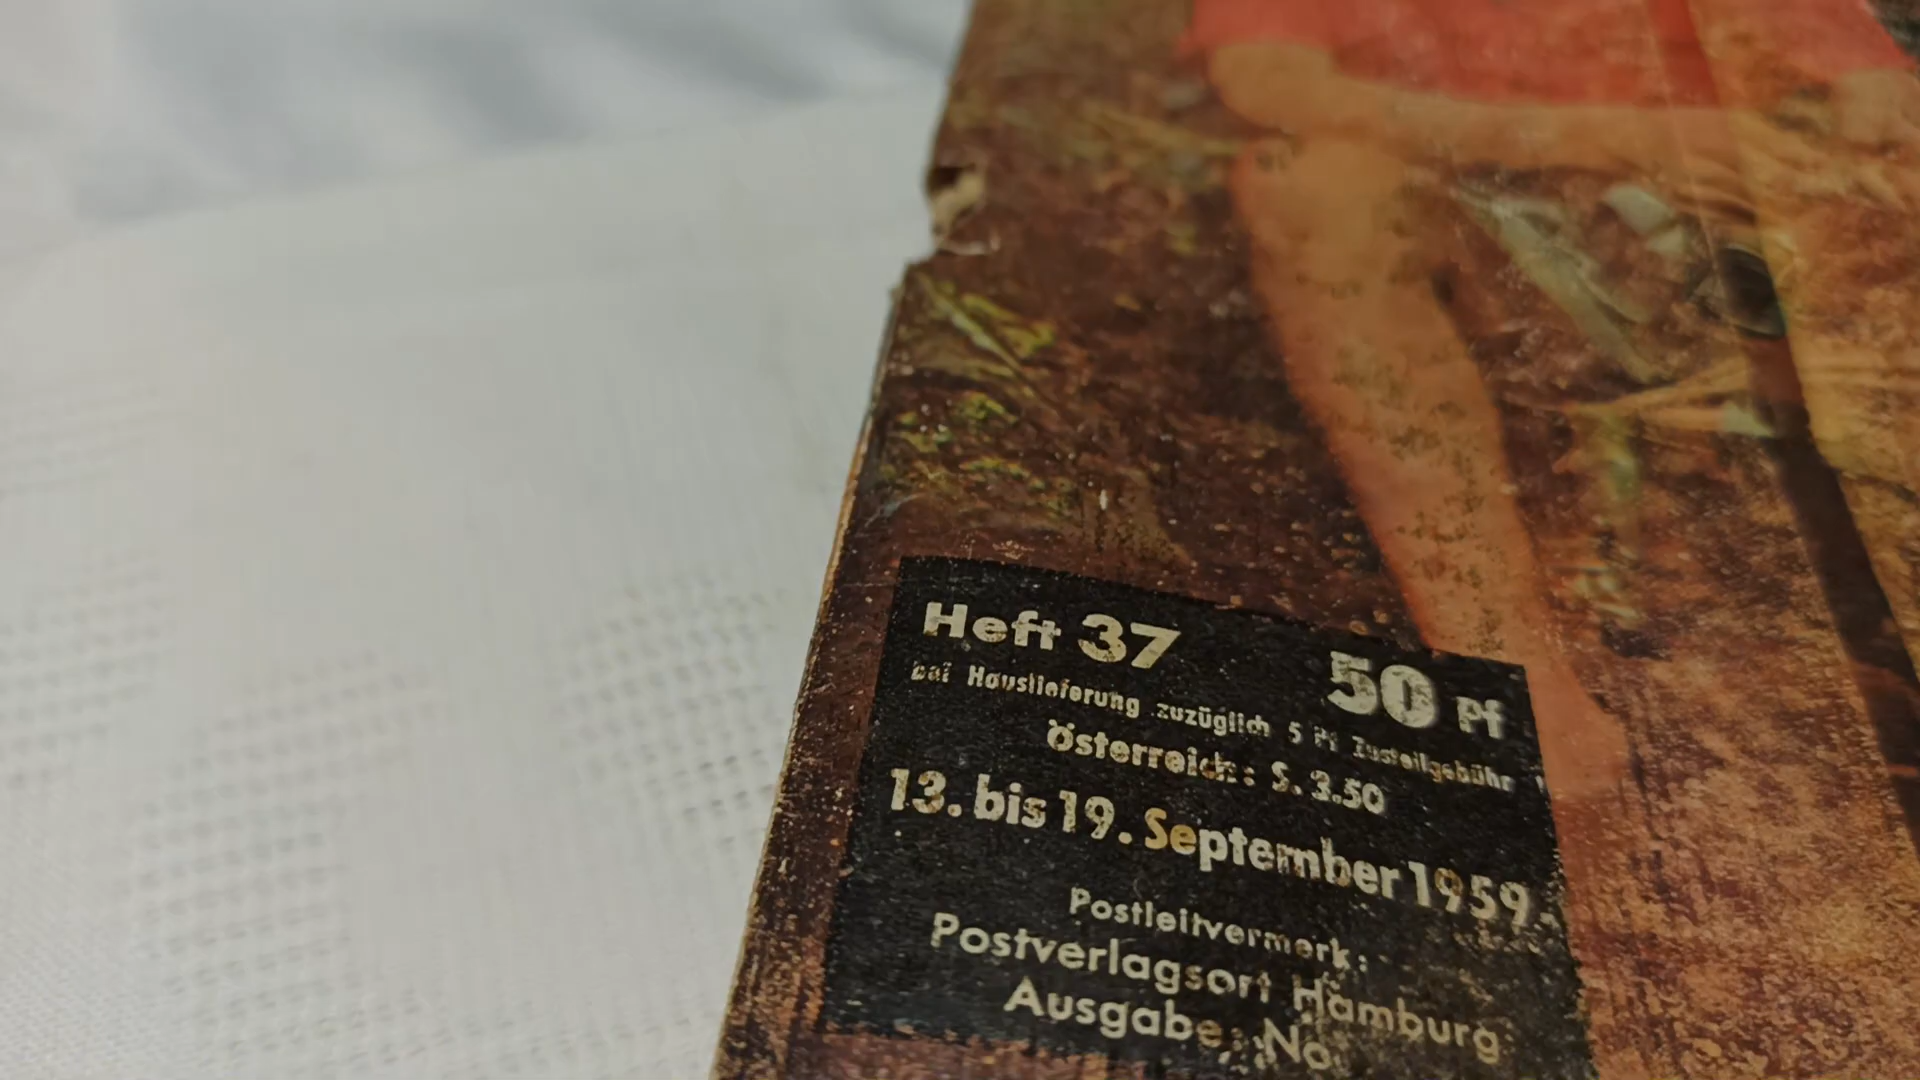 Heft 37 50 Pf
bei Hauslieferung zuzüglich 5 Pf Zustellgebühr
Österreich: S. 3.50
13. bis 19. September 1959
Postleitvermerk:
Postverlagsort Hamburg
Ausgabe: No